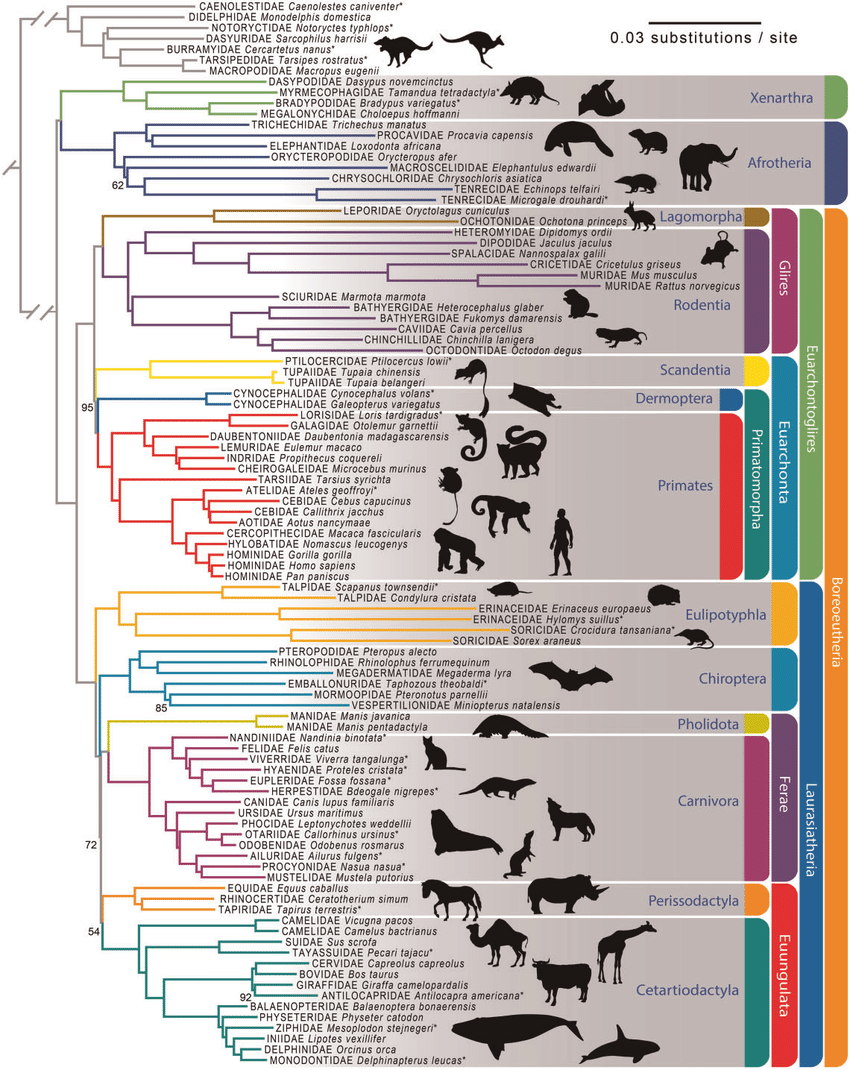 CAENOLESTIDAE Caenolestes caniventer*
DIDELPHIDAE Monodelphis domestica
NOTORYCTIDAE Notoryctes typhlops*
DASYURIDAE Sarcophilus harrisii
BURRAMYIDAE Cercartetus nanus*
TARSIPEDIDAE Tarsipes rostratus*
MACROPODIDAE Macropus eugenii
0.03 substitutions / site
DASYPODIDAE Dasypus novemcinctus
MYRMECOPHAGIDAE Tamandua tetradactyla*
BRADYPODIDAE Bradypus variegatus*
MEGALONYCHIDAE Choloepus hoffmanni
Xenarthra
TRICHECHIDAE Trichechus manatus
PROCAVIDAE Procavia capensis
ELEPHANTIDAE Loxodonta africana
ORYCTEROPODIDAE Orycteropus afer
MACROSCELIDIDAE Elephantulus edwardii
CHRYSOCHLORIDAE Chrysochloris asiatica
TENRECIDAE Echinops telfairi
TENRECIDAE Microgale drouhardi*
62
Afrotheria
LEPORIDAE Oryctolagus cuniculus
OCHOTONIDAE Ochotona princeps
Lagomorpha
HETEROMYIDAE Dipidomys ordii
DIPODIDAE Jaculus jaculus
SPALACIDAE Nannospalax galili
CRICETIDAE Cricetulus griseus
MURIDAE Mus musculus
MURIDAE Rattus norvegicus
SCIURIDAE Marmota marmota
BATHYERGIDAE Heterocephalus glaber
BATHYERGIDAE Fukomys damarensis
CAVIIDAE Cavia percellus
CHINCHILLIDAE Chinchilla lanigera
OCTODONTIDAE Octodon degus
Rodentia
Glires
PTILOCERCIDAE Ptilocercus lowii*
TUPAIIDAE Tupaia chinensis
TUPAIIDAE Tupaia belangeri
Scandentia
CYNOCEPHALIDAE Cynocephalus volans*
CYNOCEPHALIDAE Galeopterus variegatus
Dermoptera
95
LORISIDAE Loris tardigradus*
GALAGIDAE Otolemur garnettii
DAUBENTONIIDAE Daubentonia madagascarensis
LEMURIDAE Eulemur macaco
INDRIDAE Propithecus coquereli
CHEIROGALEIDAE Microcebus murinus
TARSIIDAE Tarsius syrichta
ATELIDAE Ateles geoffroyi*
CEBIDAE Cebus capucinus
CEBIDAE Callithrix jacchus
AOTIDAE Aotus nancymaae
CERCOPITHECIDAE Macaca fascicularis
HYLOBATIDAE Nomascus leucogenys
HOMINIDAE Gorilla gorilla
HOMINIDAE Homo sapiens
HOMINIDAE Pan paniscus
Primates
Primatomorpha
Euarchonta
Euarchontoglires
TALPIDAE Scapanus townsendii*
TALPIDAE Condylura cristata
ERINACEIDAE Erinaceus europaeus
ERINACEIDAE Hylomys suillus*
SORICIDAE Crocidura tansaniana*
SORICIDAE Sorex araneus
Eulipotyphla
PTEROPODIDAE Pteropus alecto
RHINOLOPHIDAE Rhinolophus ferrumequinum
MEGADERMATIDAE Megaderma lyra
EMBALLONURIDAE Taphozous theobaldi*
MORMOOPIDAE Pteronotus parnellii
VESPERTILIONIDAE Miniopterus natalensis
85
Chiroptera
MANIDAE Manis javanica
MANIDAE Manis pentadactyla
Pholidota
NANDINIIDAE Nandinia binotata*
FELIDAE Felis catus
VIVERRIDAE Viverra tangalunga*
HYAENIDAE Proteles cristata*
EUPLERIDAE Fossa fossana*
HERPESTIDAE Bdeogale nigrepes*
CANIDAE Canis lupus familiaris
URSIDAE Ursus maritimus
PHOCIDAE Leptonychotes weddellii
OTARIIDAE Callorhinus ursinus*
ODOBENIDAE Odobenus rosmarus
AILURIDAE Ailurus fulgens*
PROCYONIDAE Nasua nasua*
MUSTELIDAE Mustela putorius
72
Carnivora
Ferae
Laurasiatheria
Boreoeutheria
EQUIDAE Equus caballus
RHINOCERTIDAE Ceratotherium simum
TAPIRIDAE Tapirus terrestris*
Perissodactyla
54
CAMELIDAE Vicugna pacos
CAMELIDAE Camelus bactrianus
SUIDAE Sus scrofa
TAYASSUIDAE Pecari tajacu*
CERVIDAE Capreolus capreolus
BOVIDAE Bos taurus
GIRAFFIDAE Giraffa camelopardalis
ANTILOCAPRIDAE Antilocapra americana*
92
BALAENOPTERIDAE Balaenoptera bonaerensis
PHYSETERIDAE Physeter catodon
ZIPHIDAE Mesoplodon stejnegeri*
INIIDAE Lipotes vexillifer
DELPHINIDAE Orcinus orca
MONODONTIDAE Delphinapterus leucas*
Cetartiodactyla
Euungulata